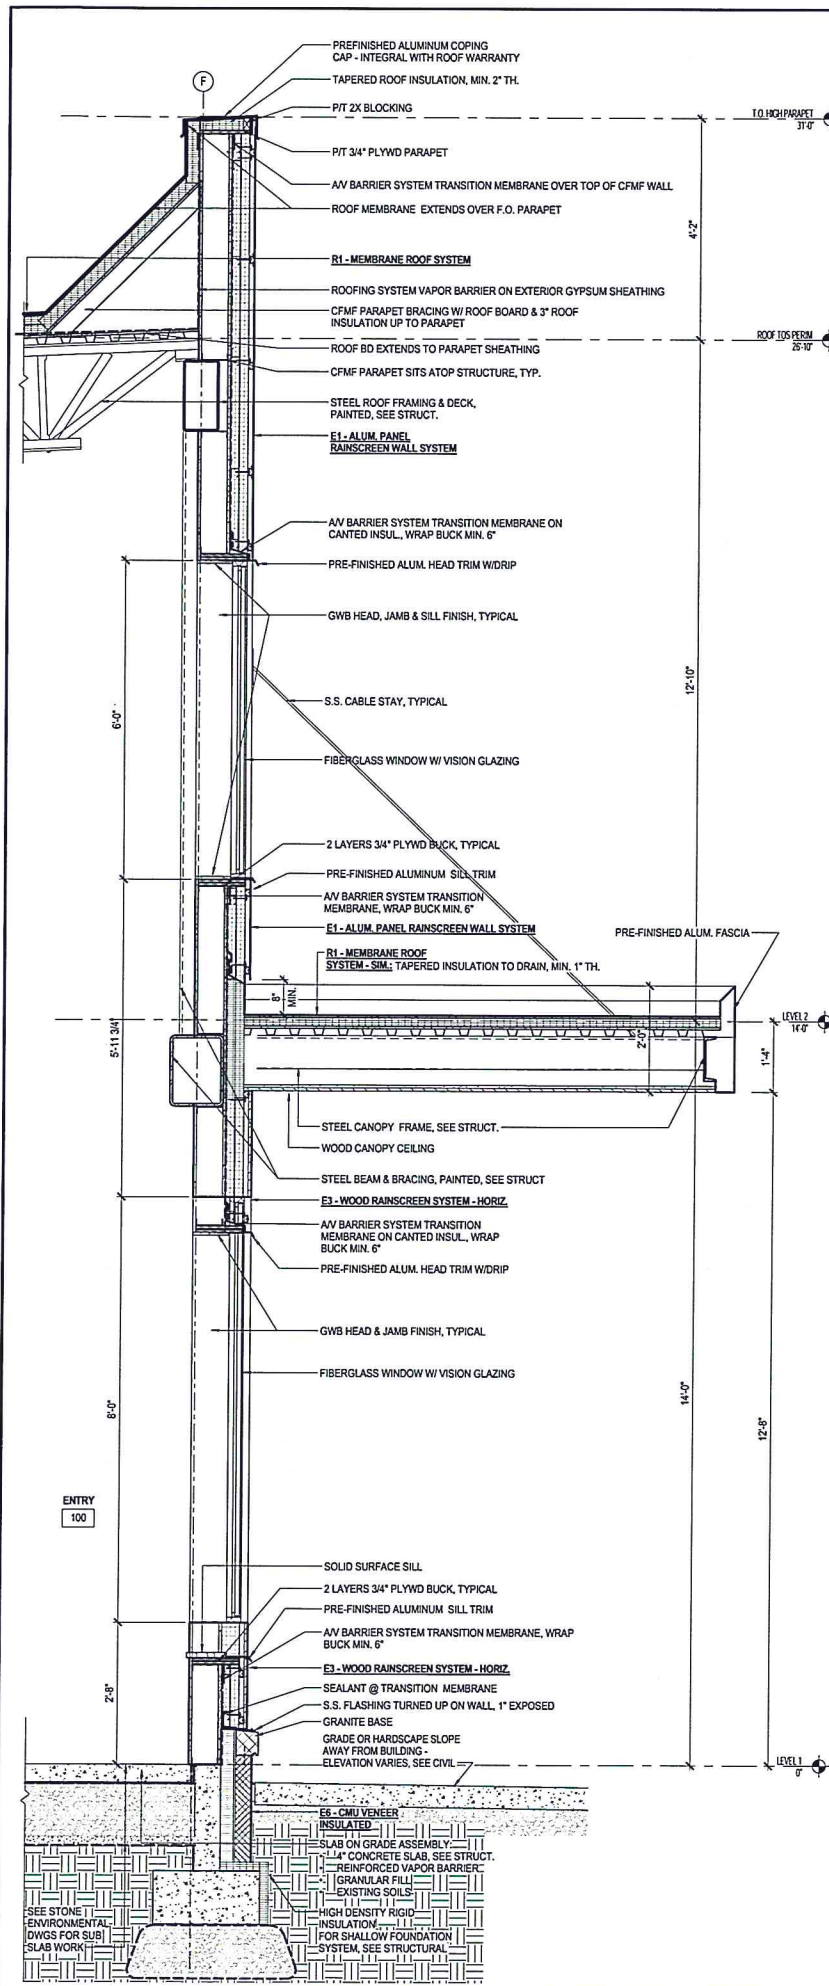 PREFINISHED ALUMINUM COPING
CAP - INTEGRAL WITH ROOF WARRANTY
F
TAPERED ROOF INSULATION, MIN. 2" TH.
P/T 2X BLOCKING
T.O. HIGH PARAPET
31'-0"
P/T 3/4" PLYWD PARAPET
A/V BARRIER SYSTEM TRANSITION MEMBRANE OVER TOP OF CFMF WALL
ROOF MEMBRANE EXTENDS OVER F.O. PARAPET
4'-2"
R1 - MEMBRANE ROOF SYSTEM
ROOFING SYSTEM VAPOR BARRIER ON EXTERIOR GYPSUM SHEATHING
CFMF PARAPET BRACING W/ ROOF BOARD & 3" ROOF
INSULATION UP TO PARAPET
ROOF TOS PERIM
26'-10"
ROOF BD EXTENDS TO PARAPET SHEATHING
CFMF PARAPET SITS ATOP STRUCTURE, TYP.
STEEL ROOF FRAMING & DECK,
PAINTED, SEE STRUCT.
E1 - ALUM. PANEL
RAINSCREEN WALL SYSTEM
A/V BARRIER SYSTEM TRANSITION MEMBRANE ON
CANTED INSUL., WRAP BUCK MIN. 6"
PRE-FINISHED ALUM. HEAD TRIM W/DRIP
GWB HEAD, JAMB & SILL FINISH, TYPICAL
12'-10"
S.S. CABLE STAY, TYPICAL
6'-0"
FIBERGLASS WINDOW W/ VISION GLAZING
2 LAYERS 3/4" PLYWD BUCK, TYPICAL
PRE-FINISHED ALUMINUM SILL TRIM
A/V BARRIER SYSTEM TRANSITION
MEMBRANE, WRAP BUCK MIN. 6"
E1 - ALUM. PANEL RAINSCREEN WALL SYSTEM
PRE-FINISHED ALUM. FASCIA
R1 - MEMBRANE ROOF
SYSTEM - SIM.: TAPERED INSULATION TO DRAIN, MIN. 1" TH.
8"
MIN.
LEVEL 2
14'-0"
5'-11 3/4"
2'-0"
1'-4"
STEEL CANOPY FRAME, SEE STRUCT.
WOOD CANOPY CEILING
STEEL BEAM & BRACING, PAINTED, SEE STRUCT
E3 - WOOD RAINSCREEN SYSTEM - HORIZ.
A/V BARRIER SYSTEM TRANSITION
MEMBRANE ON CANTED INSUL., WRAP
BUCK MIN. 6"
PRE-FINISHED ALUM. HEAD TRIM W/DRIP
GWB HEAD & JAMB FINISH, TYPICAL
FIBERGLASS WINDOW W/ VISION GLAZING
8'-0"
14'-0"
12'-8"
ENTRY
100
SOLID SURFACE SILL
2 LAYERS 3/4" PLYWD BUCK, TYPICAL
PRE-FINISHED ALUMINUM SILL TRIM
A/V BARRIER SYSTEM TRANSITION MEMBRANE, WRAP
BUCK MIN. 6"
E3 - WOOD RAINSCREEN SYSTEM - HORIZ.
2'-8"
SEALANT @ TRANSITION MEMBRANE
S.S. FLASHING TURNED UP ON WALL, 1" EXPOSED
GRANITE BASE
GRADE OR HARDSCAPE SLOPE
AWAY FROM BUILDING -
ELEVATION VARIES, SEE CIVIL
LEVEL 1
0"
E6 - CMU VENEER
INSULATED
SLAB ON GRADE ASSEMBLY:
4" CONCRETE SLAB, SEE STRUCT.
REINFORCED VAPOR BARRIER
GRANULAR FILL
EXISTING SOILS
HIGH DENSITY RIGID
INSULATION
FOR SHALLOW FOUNDATION
SYSTEM, SEE STRUCTURAL
SEE STONE
ENVIRONMENTAL
DWGS FOR SUB
SLAB WORK